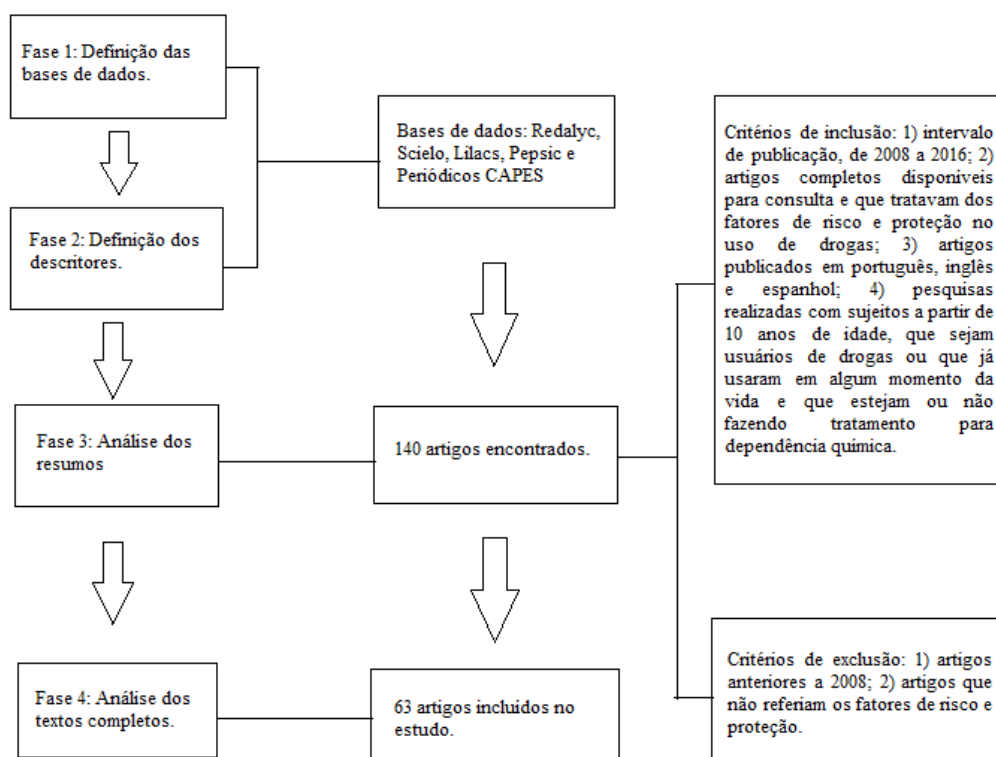 Fase 1: Definição das
bases de dados.
Bases de dados: Redalyc,
Scielo, Lilacs, Pepsic e
Periódicos CAPES
Fase 2: Definição dos
descritores.
Critérios de inclusão: 1) intervalo
de publicação, de 2008 a 2016; 2)
artigos completos disponiveis
para consulta e que tratavam dos
fatores de risco e proteção no
uso de drogas; 3) artigos
publicados em português, inglês
e espanhol; 4) pesquisas
realizadas com sujeitos a partir de
10 anos de idade, que sejam
usuários de drogas ou que já
usaram em algum momento da
vida e que estejam ou não
fazendo tratamento para
dependência química.
Fase 3: Análise dos
resumos
140 artigos encontrados.
Fase 4: Análise dos
textos completos.
63 artigos incluidos no
estudo.
Critérios de exclusão: 1) artigos
anteriores a 2008; 2) artigos que
não referiam os fatores de risco e
proteção.